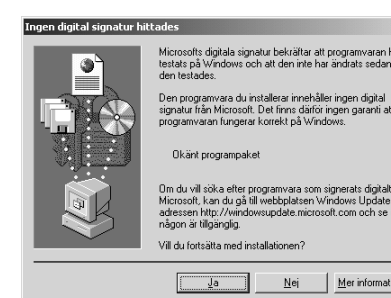 Ingen digital signatur hittades
Microsofts digitala signatur bekräftar att programvaran
testats på Windows och att den inte har ändrats sedan
den testades.
Den programvara du installerar innehåller ingen digital
signatur från Microsoft. Det finns därför ingen garanti att
programvaran fungerar korrekt på Windows.
Okänt programpaket
Om du vill söka efter programvara som signerats digitalt
Microsoft, kan du gå till webbplatsen Windows Update
adressen http://windowsupdate.microsoft.com och se
någon är tillgänglig.
Vill du fortsätta med installationen?
Ja
Nej
Mer informat